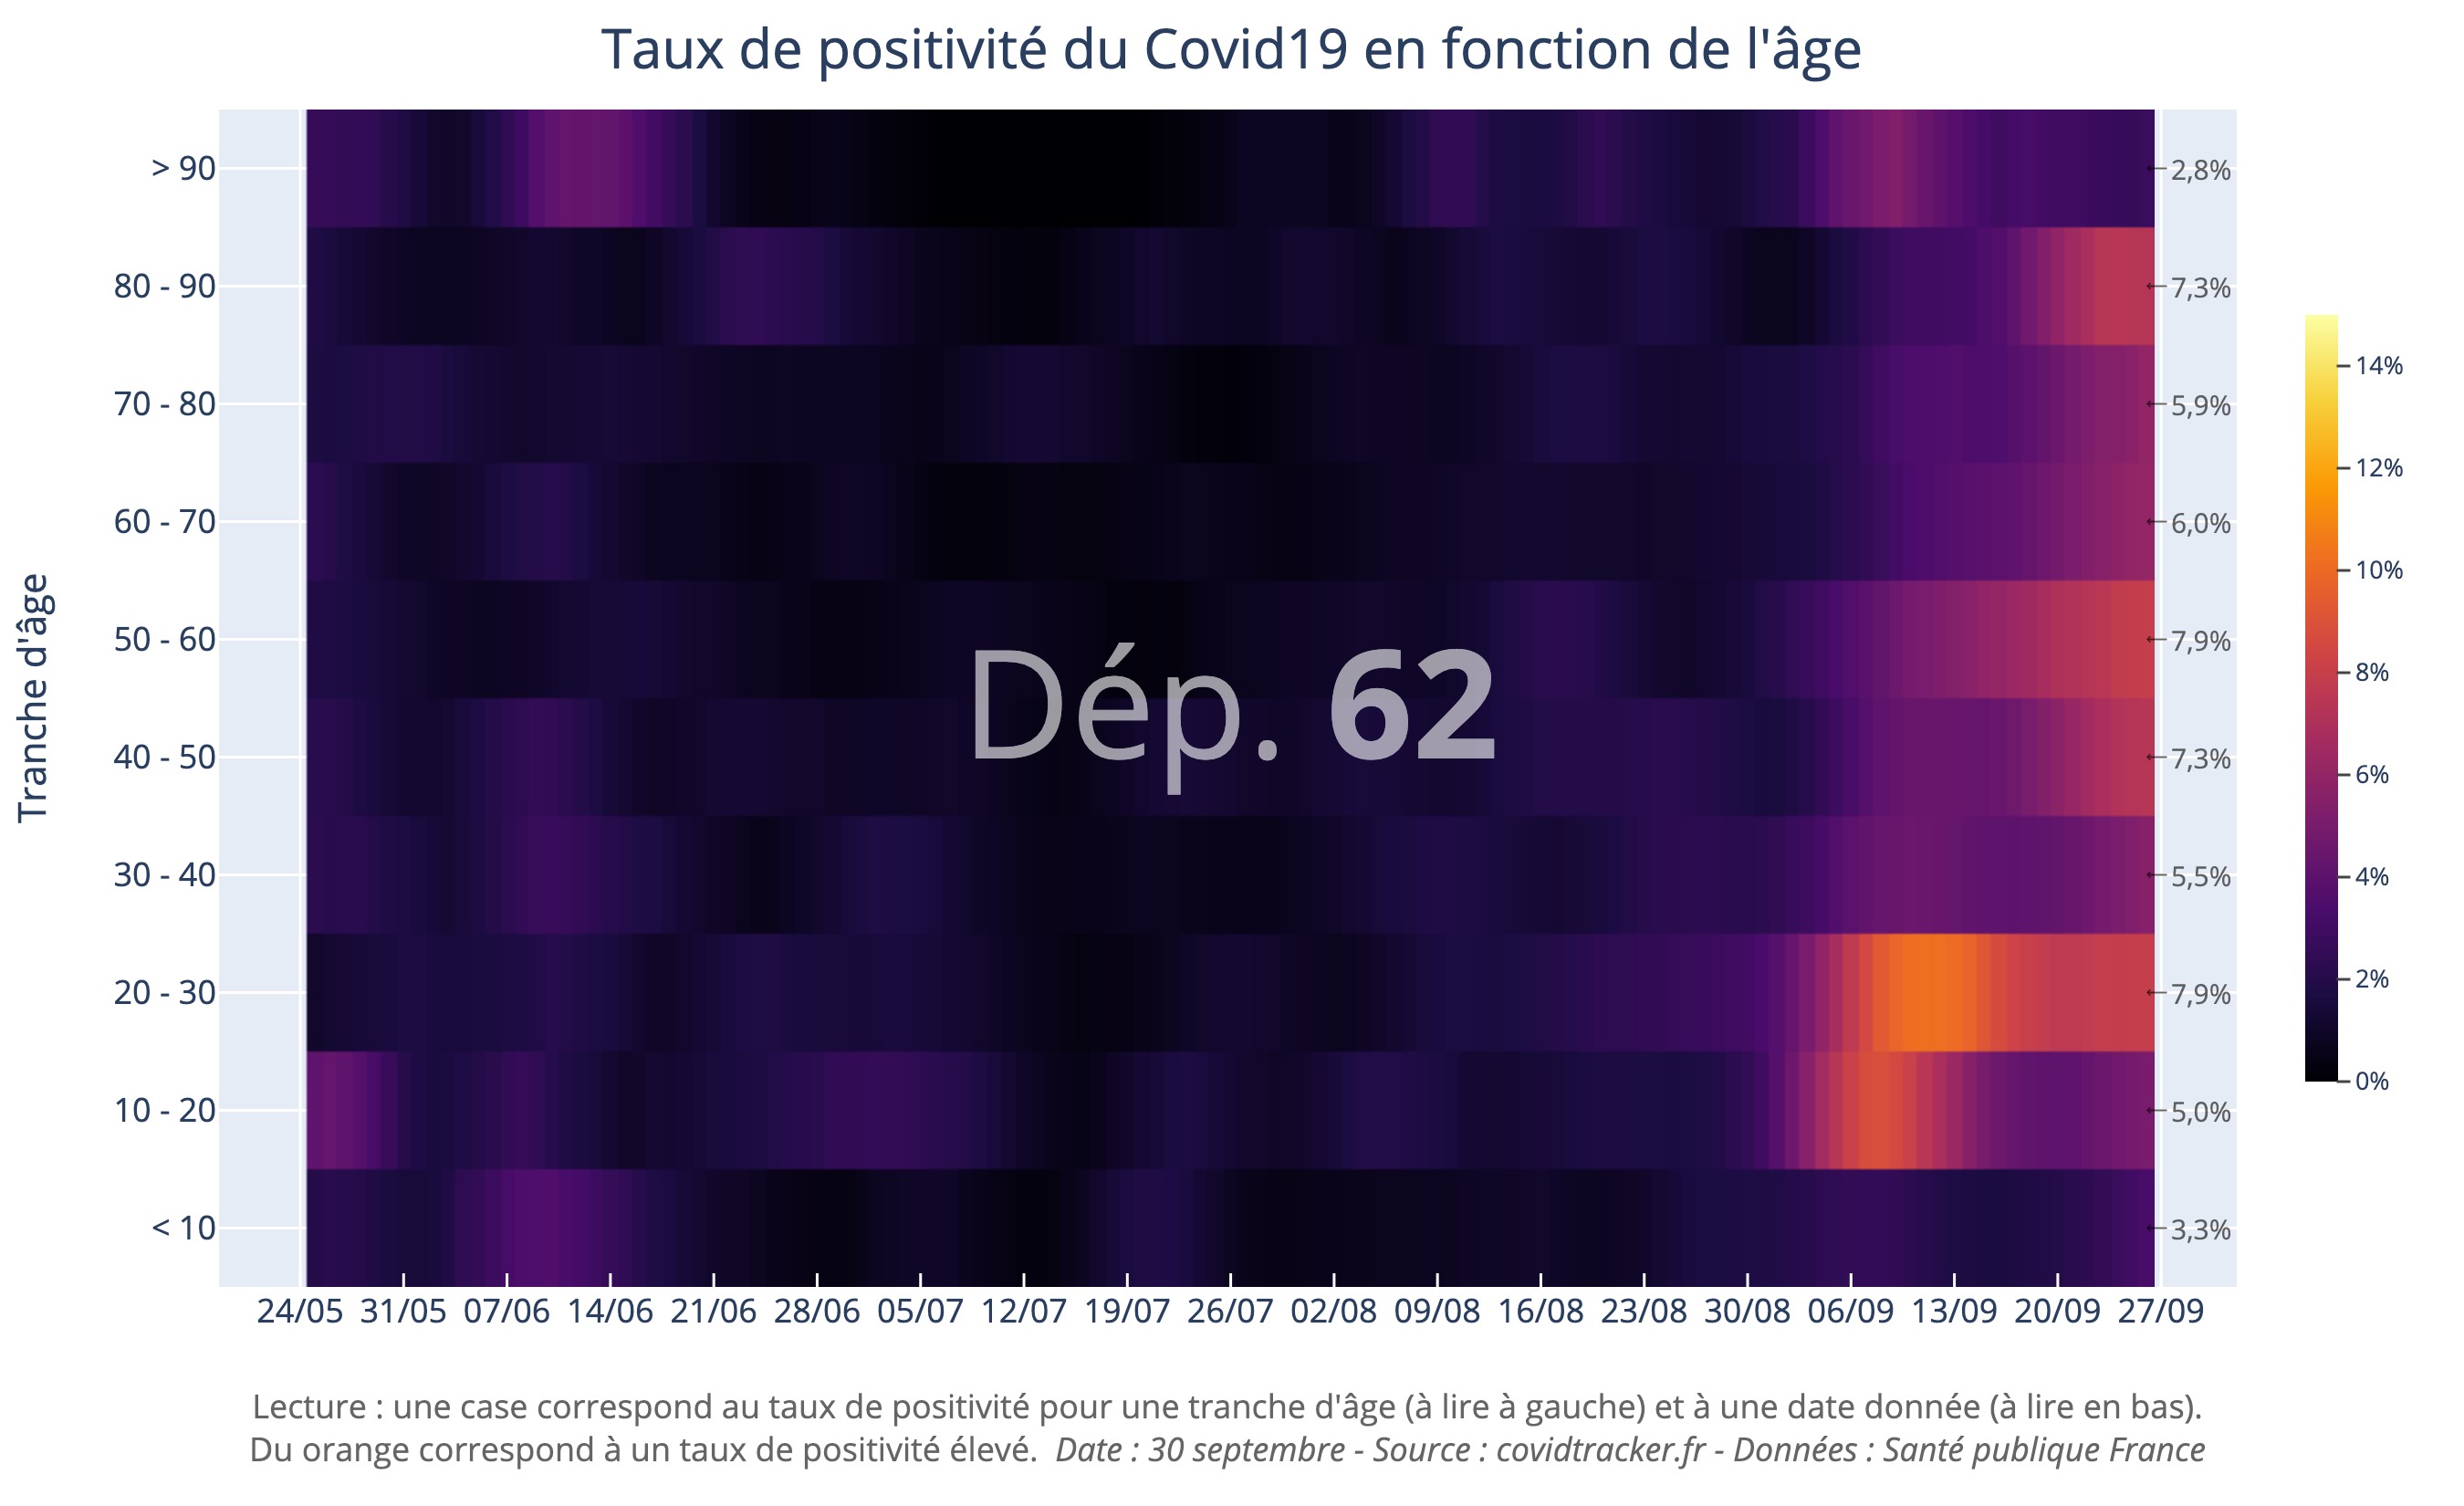 Taux de positivité du Covid19 en fonction de l'âge
Tranche d'âge
> 90
80 - 90
70 - 80
60 - 70
50 - 60
40 - 50
30 - 40
20 - 30
10 - 20
< 10
Dép. 62
2,8%
7,3%
5,9%
6,0%
7,9%
7,3%
5,5%
7,9%
5,0%
3,3%
14%
12%
10%
8%
6%
4%
2%
0%
24/05 31/05 07/06 14/06 21/06 28/06 05/07 12/07 19/07 26/07 02/08 09/08 16/08 23/08 30/08 06/09 13/09 20/09 27/09
Lecture : une case correspond au taux de positivité pour une tranche d'âge (à lire à gauche) et à une date donnée (à lire en bas).
Du orange correspond à un taux de positivité élevé. Date : 30 septembre - Source : covidtracker.fr - Données : Santé publique France